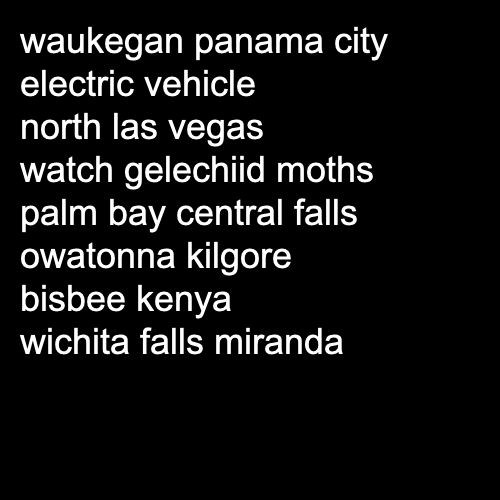 waukegan panama city
electric vehicle
north las vegas
watch gelechiid moths
palm bay central falls
owatonna kilgore
bisbee kenya
wichita falls miranda